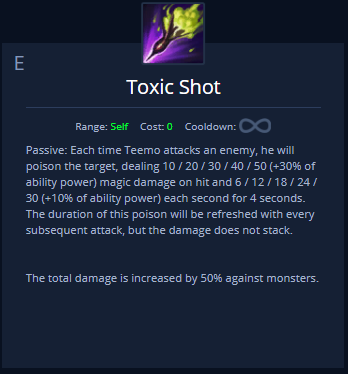 E
Toxic Shot
Range: Self Cost: 0 Cooldown: ∞
Passive: Each time Teemo attacks an enemy, he will
poison the target, dealing 10 / 20 / 30 / 40 / 50 (+30% of
ability power) magic damage on hit and 6 / 12 / 18 / 24 /
30 (+10% of ability power) each second for 4 seconds.
The duration of this poison will be refreshed with every
subsequent attack, but the damage does not stack.
The total damage is increased by 50% against monsters.